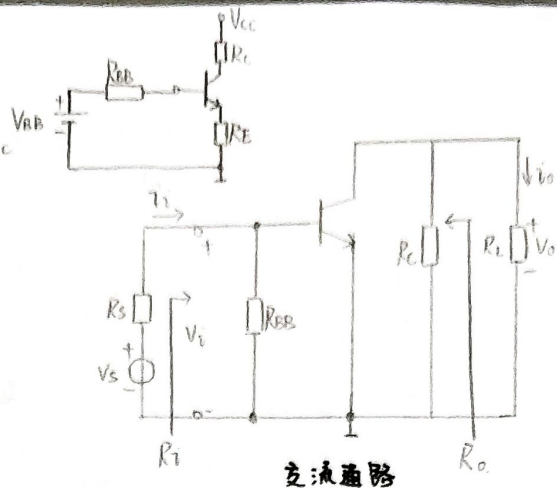 Vcc
Rc
RBB
VBB
+
-
RE
c
Ii
+
Rs
Vi
RBB
Vs
+
-
-
Ri
Rc
RL
io
+
Vo
-
Ro
交流通路